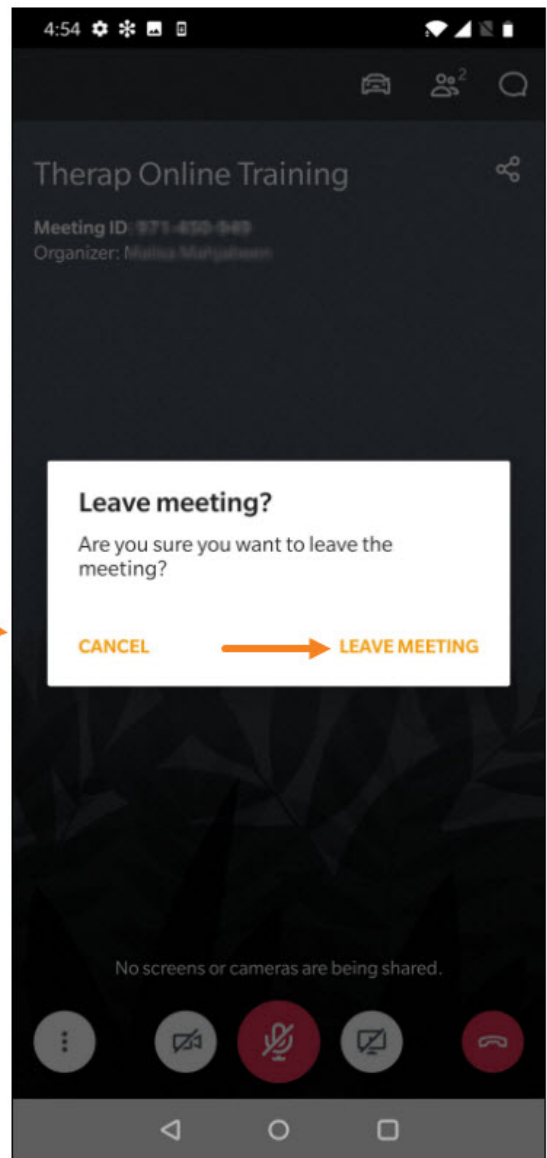 4:54
2
Therap Online Training
Meeting ID
Organizer:
Leave meeting?
Are you sure you want to leave the
meeting?
CANCEL LEAVE MEETING
No screens or cameras are being shared.